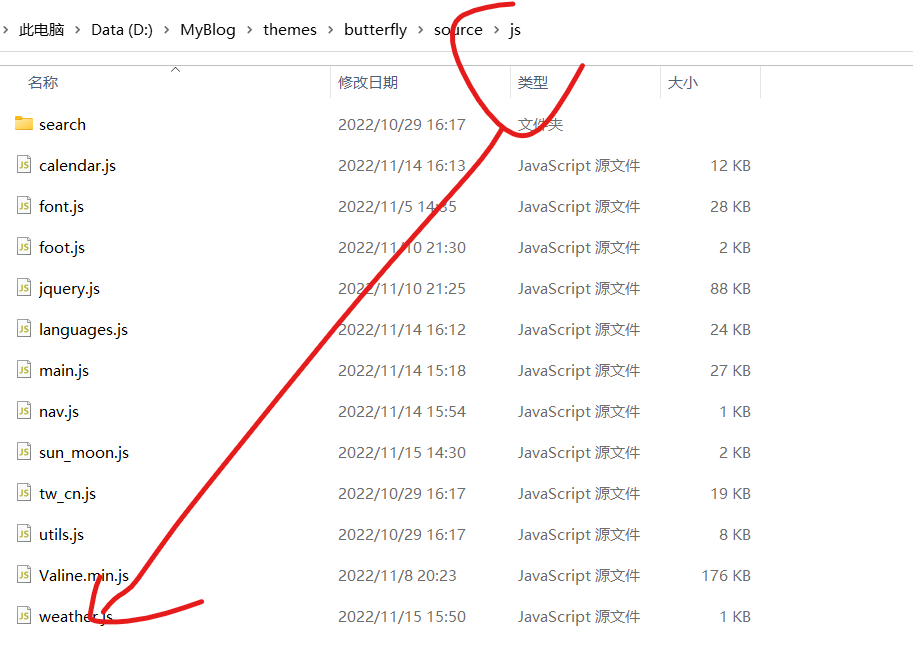 此电脑 > Data (D:) > MyBlog > themes > butterfly > source > js
名称 修改日期 类型 大小
search 2022/10/29 16:17 文件夹
calendar.js 2022/11/14 16:13 JavaScript 源文件 12 KB
font.js 2022/11/5 14:35 JavaScript 源文件 28 KB
foot.js 2022/11/10 21:30 JavaScript 源文件 2 KB
jquery.js 2022/11/10 21:25 JavaScript 源文件 88 KB
languages.js 2022/11/14 16:12 JavaScript 源文件 24 KB
main.js 2022/11/14 15:18 JavaScript 源文件 27 KB
nav.js 2022/11/14 15:54 JavaScript 源文件 1 KB
sun_moon.js 2022/11/15 14:30 JavaScript 源文件 2 KB
tw_cn.js 2022/10/29 16:17 JavaScript 源文件 19 KB
utils.js 2022/10/29 16:17 JavaScript 源文件 8 KB
Valine.min.js 2022/11/8 20:23 JavaScript 源文件 176 KB
weather.js 2022/11/15 15:50 JavaScript 源文件 1 KB